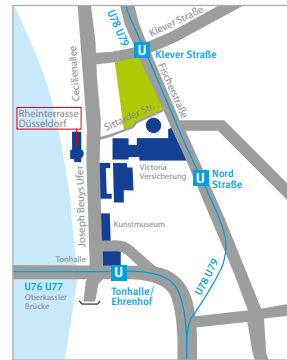 U78 U79
Klever Straße
Cecilienallee
U Klever Straße
Fischerstraße
Rheinterrasse
Düsseldorf
Sittarder Str.
Victoria
Versicherung
U Nord
Straße
Joseph Beuys Ufer
Kunstmuseum
Tonhalle
U76 U77
Oberkassler
Brücke
U
Tonhalle/
Ehrenhof
U78 U79